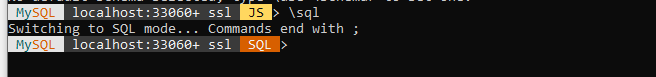 MySQL localhost:33060+ ssl JS > \sql
Switching to SQL mode... Commands end with ;
MySQL localhost:33060+ ssl SQL >